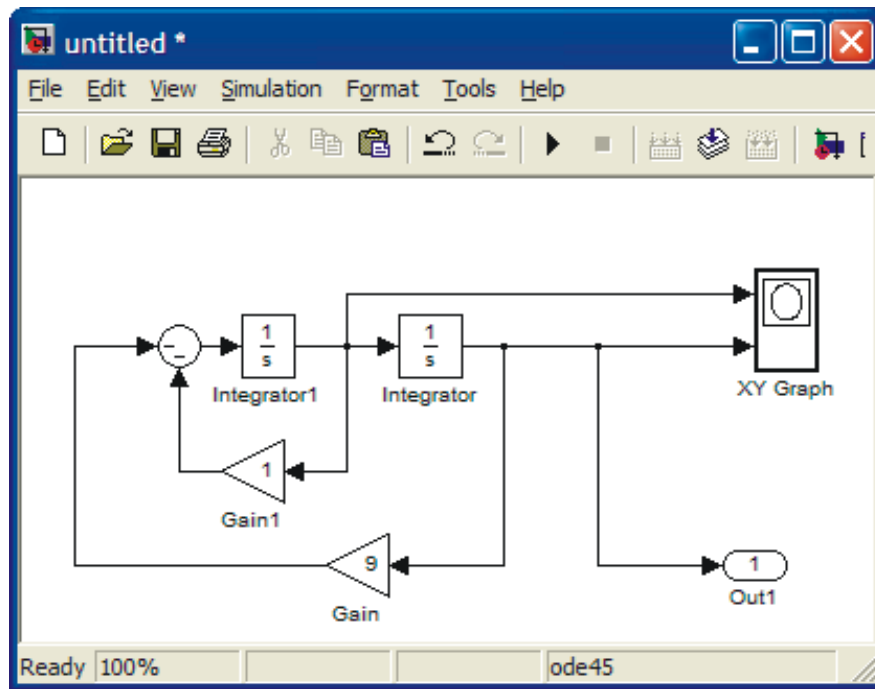 untitled *
File Edit View Simulation Format Tools Help
1
s
Integrator1
1
s
Integrator
XY Graph
1
Gain1
9
Gain
1
Out1
Ready 100% ode45